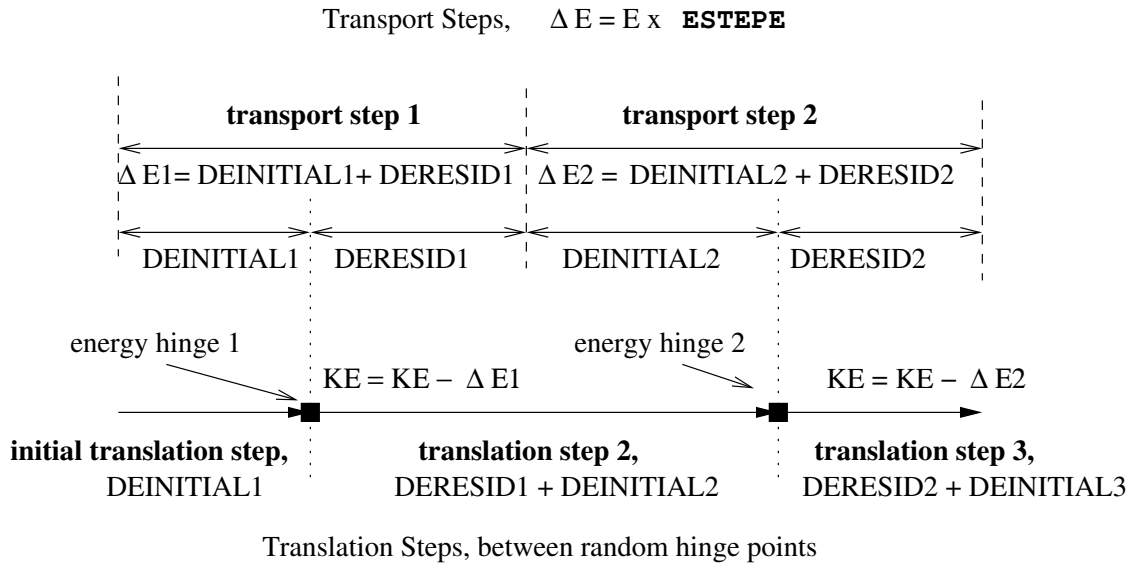 Transport Steps, Δ E = E x ESTEPE
transport step 1 transport step 2
Δ E1= DEINITIAL1+ DERESID1 Δ E2 = DEINITIAL2 + DERESID2
DEINITIAL1 DERESID1 DEINITIAL2 DERESID2
energy hinge 1 energy hinge 2
KE = KE − Δ E1 KE = KE − Δ E2
initial translation step, translation step 2, translation step 3,
DEINITIAL1 DERESID1 + DEINITIAL2 DERESID2 + DEINITIAL3
Translation Steps, between random hinge points